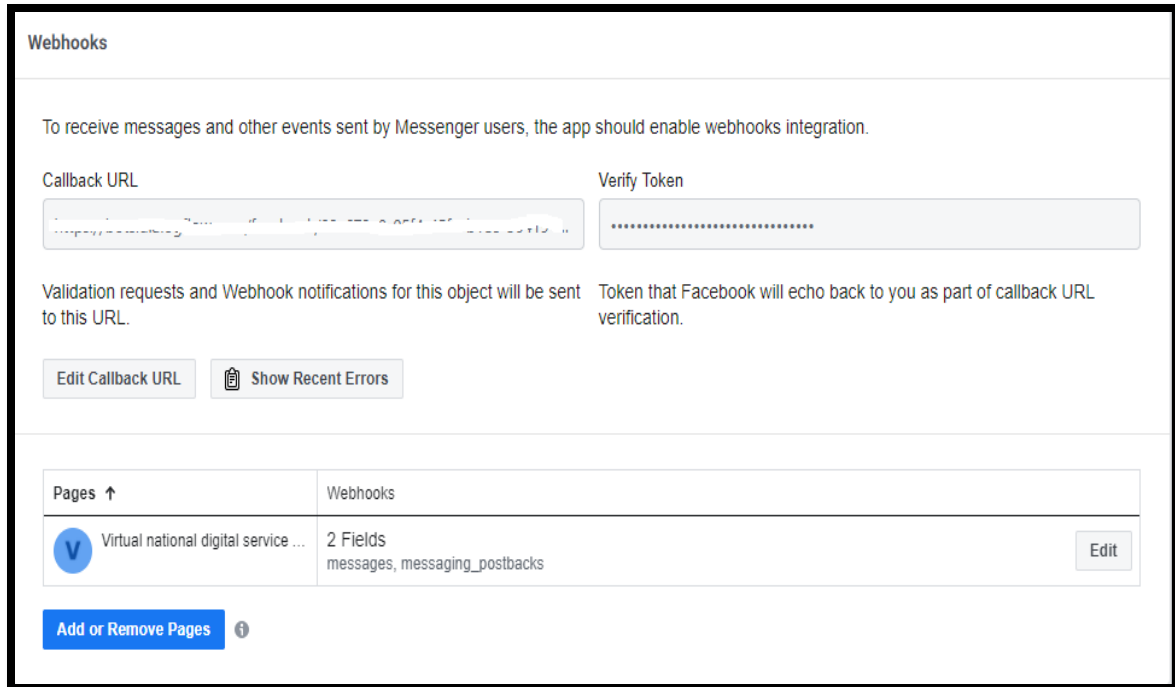 Webhooks
To receive messages and other events sent by Messenger users, the app should enable webhooks integration.
Callback URL
Verify Token
••••••••••••••••••••••••••••••••
Validation requests and Webhook notifications for this object will be sent
to this URL.
Token that Facebook will echo back to you as part of callback URL
verification.
Edit Callback URL
Show Recent Errors
Pages ↑
Webhooks
V
Virtual national digital service ...
2 Fields
messages, messaging_postbacks
Edit
Add or Remove Pages